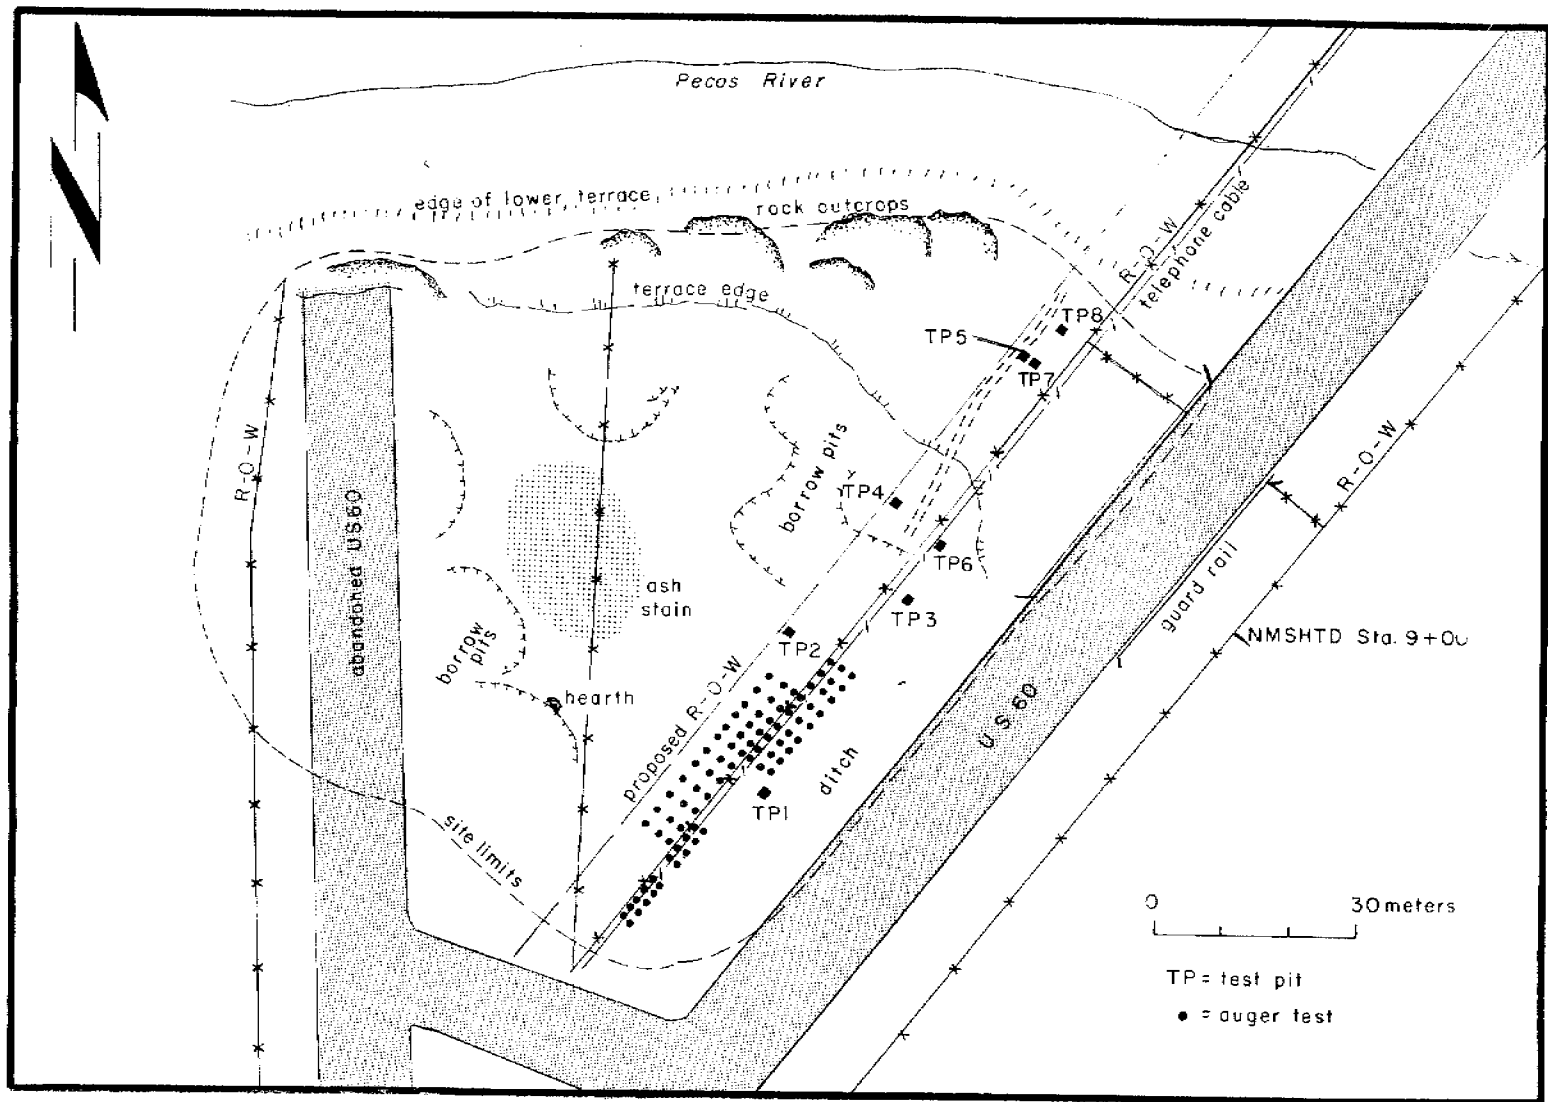 Pecos River
edge of lower terrace
rock outcrops
R-O-W
telephone cable
terrace edge
TP8
TP5
TP7
R-O-W
borrow pits
TP4
R-O-W
abandoned US60
TP6
guard rail
ash
stain
TP3
NMSHTD Sta. 9+00
borrow
pits
TP2
hearth
US 60
proposed R-O-W
ditch
TP1
site limits
0
30 meters
TP = test pit
● = auger test